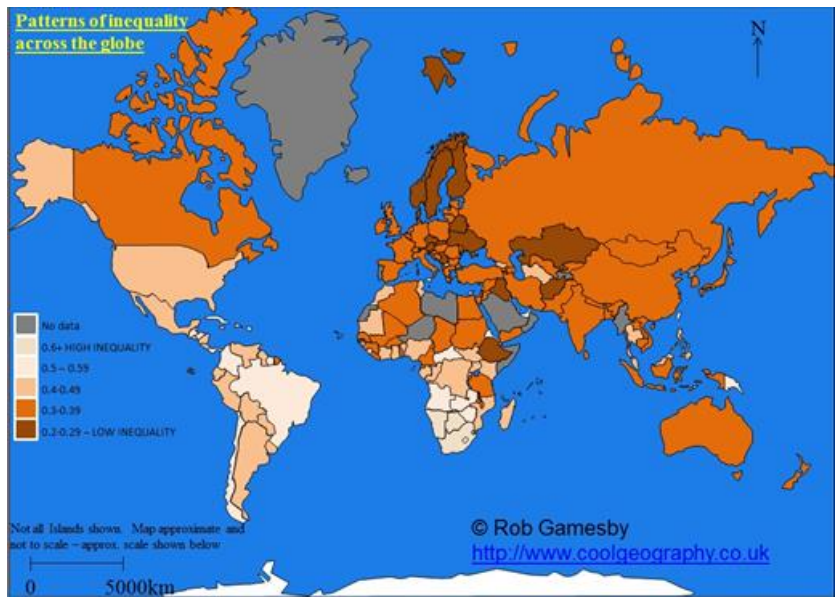 Patterns of inequality
across the globe
N
No data
0.6+ HIGH INEQUALITY
0.5 – 0.59
0.4-0.49
0.3-0.39
0.2-0.29 – LOW INEQUALITY
Not all Islands shown. Map approximate and
not to scale – approx. scale shown below
0 5000km
© Rob Gamesby
http://www.coolgeography.co.uk